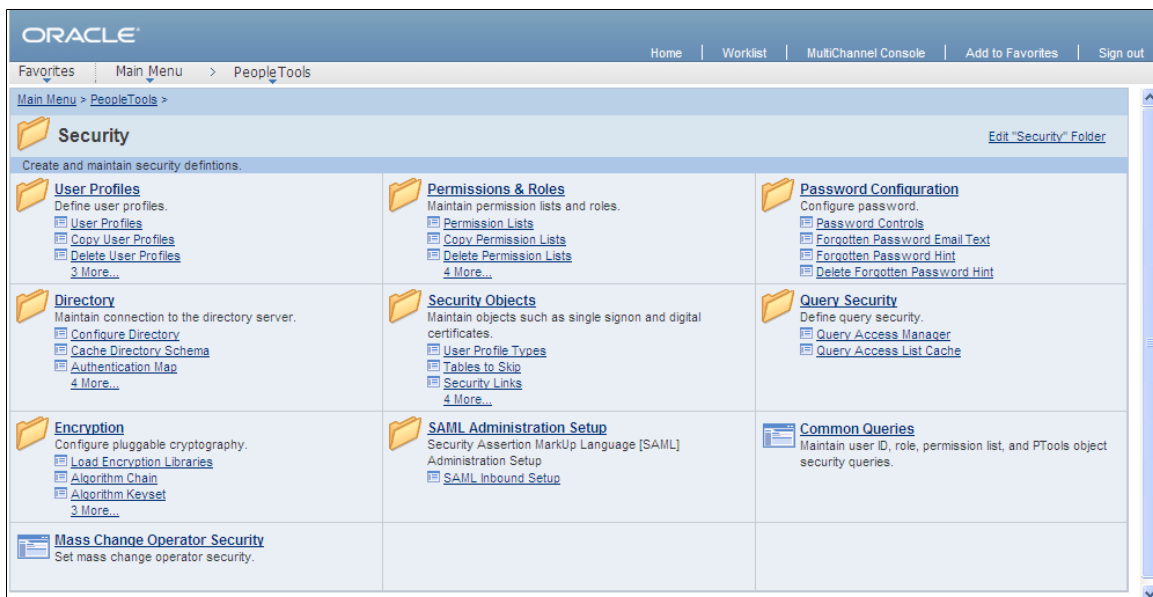 ORACLE
Home | Worklist | MultiChannel Console | Add to Favorites | Sign out
Favorites Main Menu > PeopleTools
Main Menu > PeopleTools >
Security
Edit "Security" Folder
Create and maintain security defintions.
User Profiles
Define user profiles.
User Profiles
Copy User Profiles
Delete User Profiles
3 More...
Permissions & Roles
Maintain permission lists and roles.
Permission Lists
Copy Permission Lists
Delete Permission Lists
4 More...
Password Configuration
Configure password.
Password Controls
Forgotten Password Email Text
Forgotten Password Hint
Delete Forgotten Password Hint
Directory
Maintain connection to the directory server.
Configure Directory
Cache Directory Schema
Authentication Map
4 More...
Security Objects
Maintain objects such as single signon and digital
certificates.
User Profile Types
Tables to Skip
Security Links
4 More...
Query Security
Define query security.
Query Access Manager
Query Access List Cache
Encryption
Configure pluggable cryptography.
Load Encryption Libraries
Algorithm Chain
Algorithm Keyset
3 More...
SAML Administration Setup
Security Assertion MarkUp Language [SAML]
Administration Setup
SAML Inbound Setup
Common Queries
Maintain user ID, role, permission list, and PTools object
security queries.
Mass Change Operator Security
Set mass change operator security.